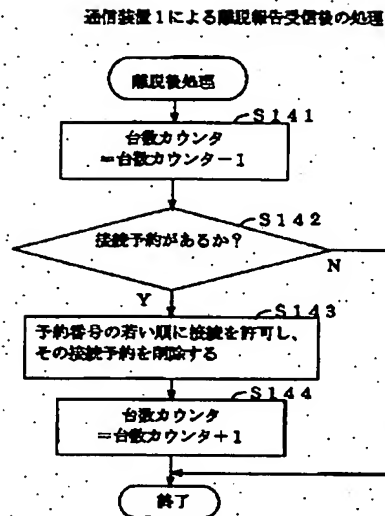 通信装置1による離脱報告受信後の処理
離脱後処理
S141
台数カウンタ
=台数カウンター1
S142
接続予約があるか?
N
Y
S143
予約番号の若い順に接続を許可し、
その接続予約を削除する
S144
台数カウンタ
=台数カウンタ+1
終了